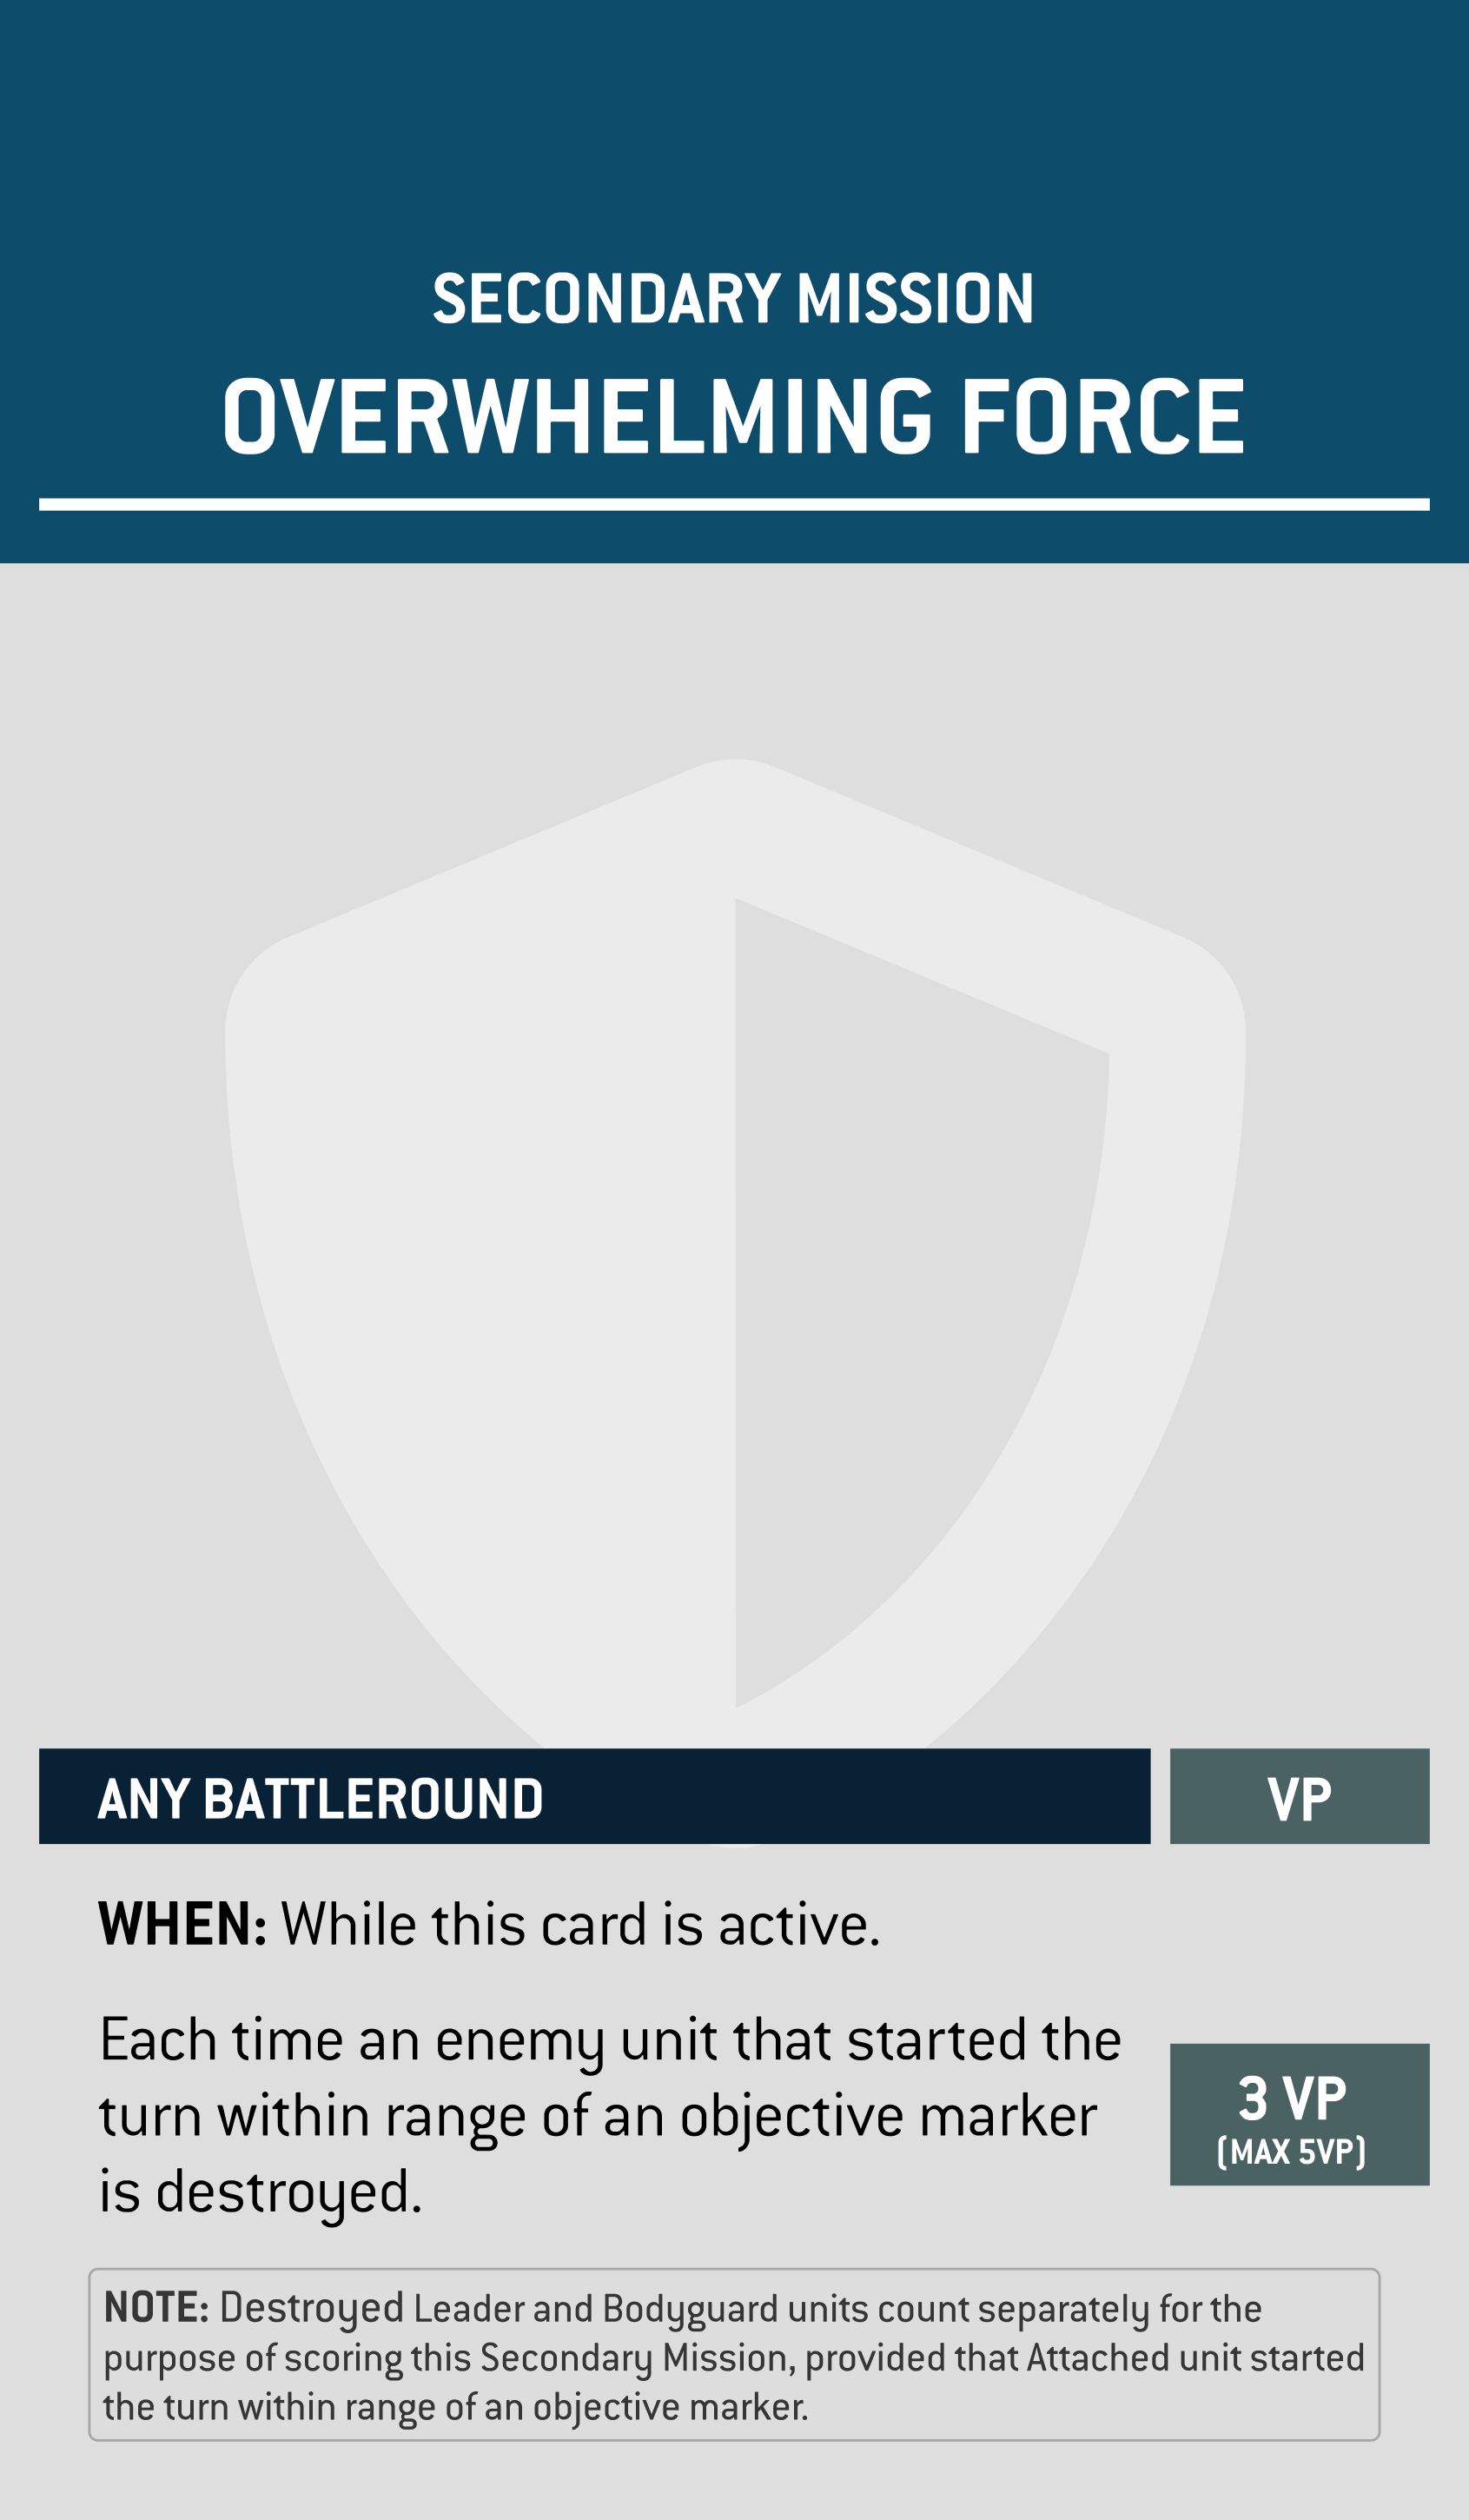 SECONDARY MISSION
OVERWHELMING FORCE
ANY BATTLEROUND
VP
WHEN: While this card is active.
Each time an enemy unit that started the
turn within range of an objective marker
is destroyed.
3 VP
(MAX 5VP)
NOTE: Destroyed Leader and Bodyguard units count separately for the
purpose of scoring this Secondary Mission, provided that Attached unit started
the turn within range of an objective marker.